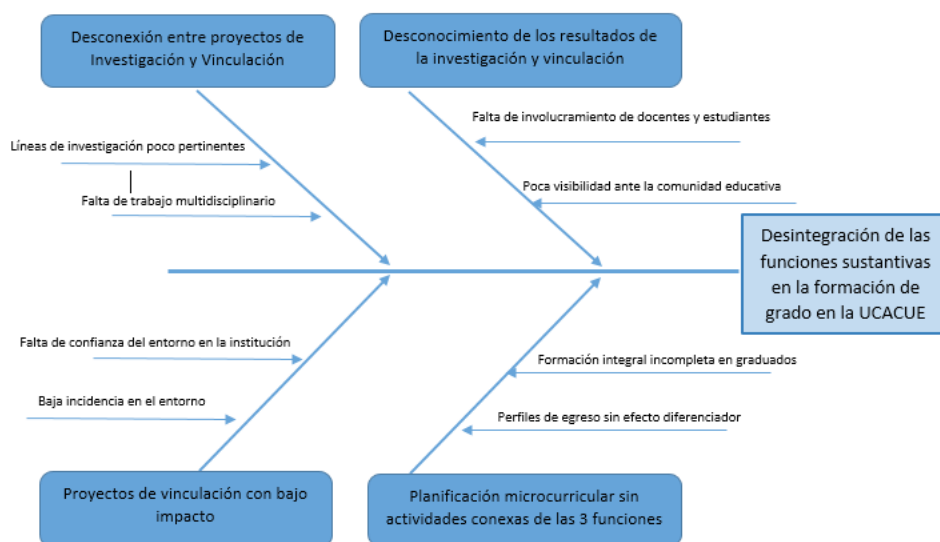 Desconexión entre proyectos de
Investigación y Vinculación
Desconocimiento de los resultados de
la investigación y vinculación
Falta de involucramiento de docentes y estudiantes
Líneas de investigación poco pertinentes
Poca visibilidad ante la comunidad educativa
Falta de trabajo multidisciplinario
Desintegración de las
funciones sustantivas
en la formación de
grado en la UCACUE
Falta de confianza del entorno en la institución
Formación integral incompleta en graduados
Baja incidencia en el entorno
Perfiles de egreso sin efecto diferenciador
Proyectos de vinculación con bajo
impacto
Planificación microcurricular sin
actividades conexas de las 3 funciones